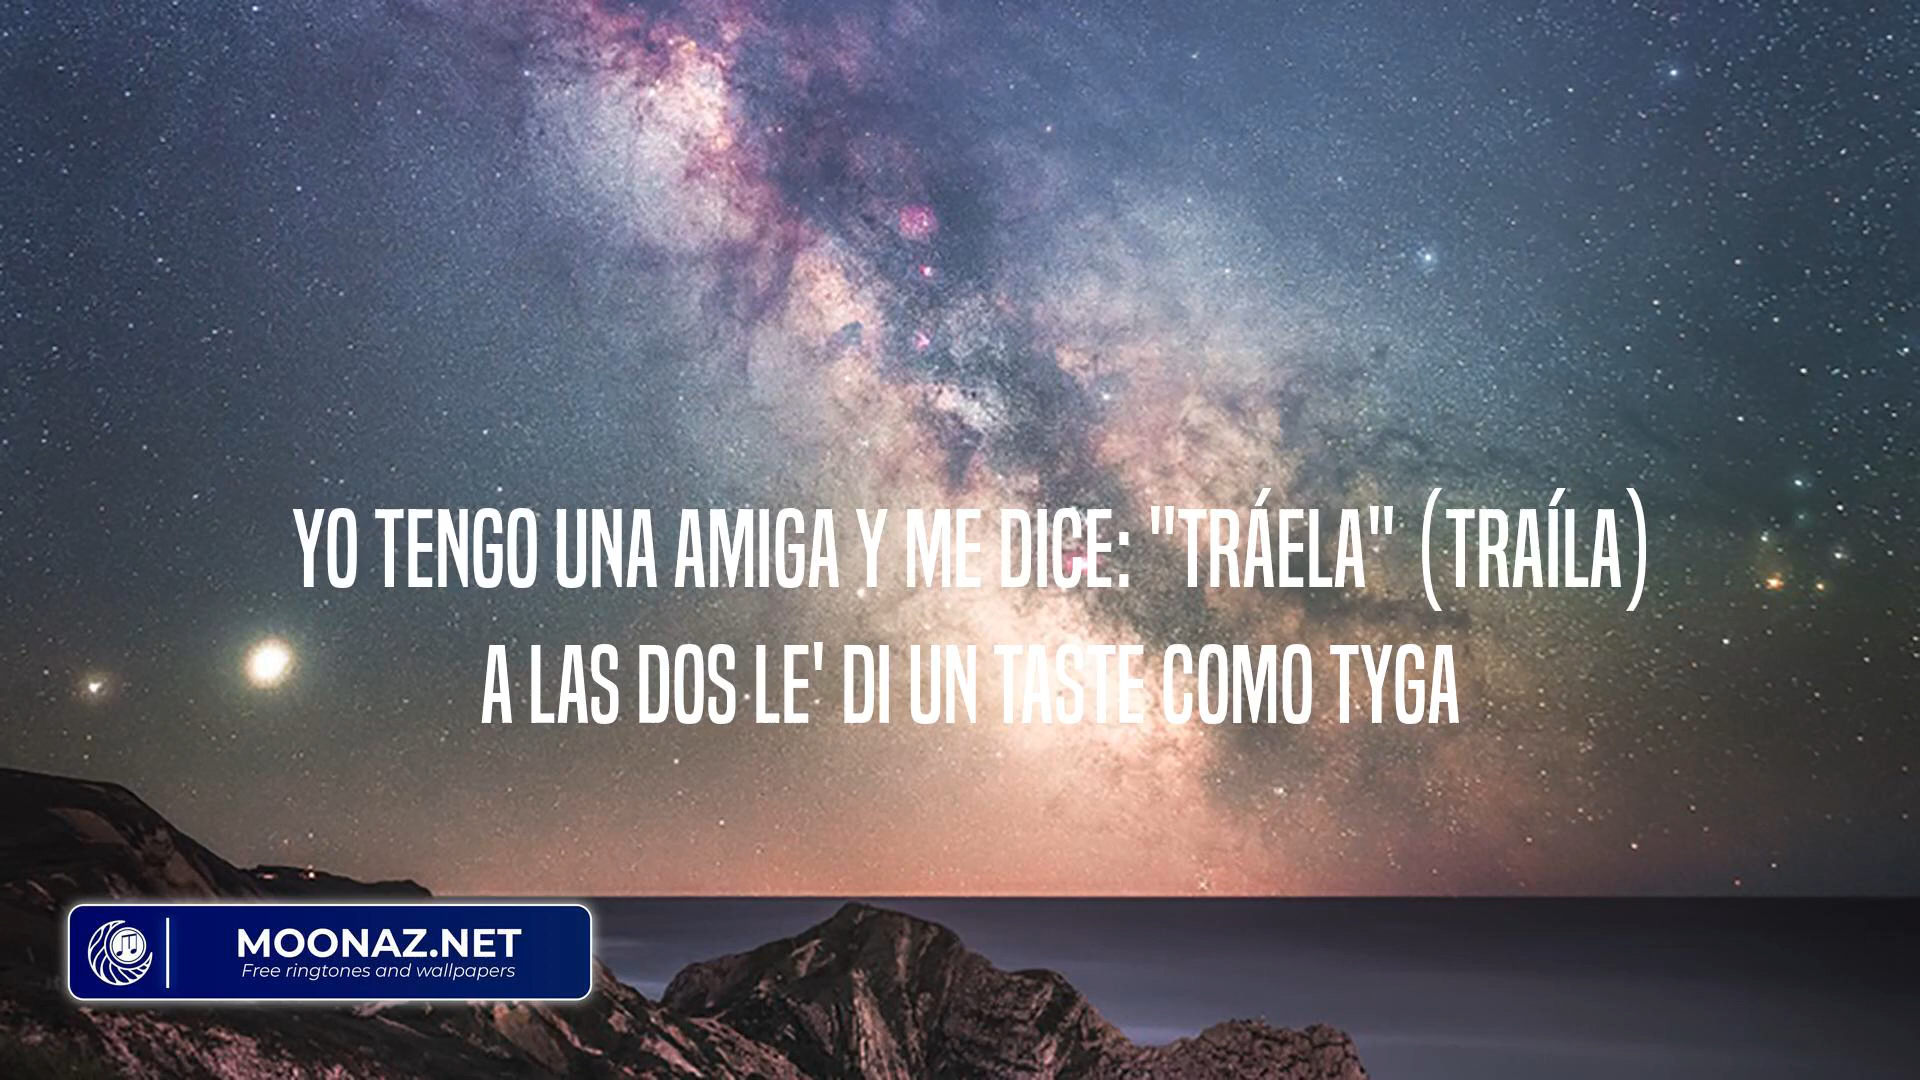 YO TENGO UNA AMIGA Y ME DICE: "TRÁELA" (TRAÍLA)
A LAS DOS LE' DI UN TASTE COMO TYGA
MOONAZ.NET
Free ringtones and wallpapers